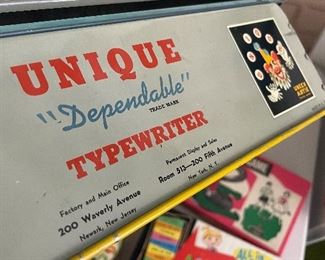 UNIQUE
"Dependable"
TRADE MARK
TYPEWRITER
Factory and Main Office
200 Waverly Avenue
Newark, New Jersey
Permanent Display and Sales
Room 513-200 Fifth Avenue
New York, N. Y.